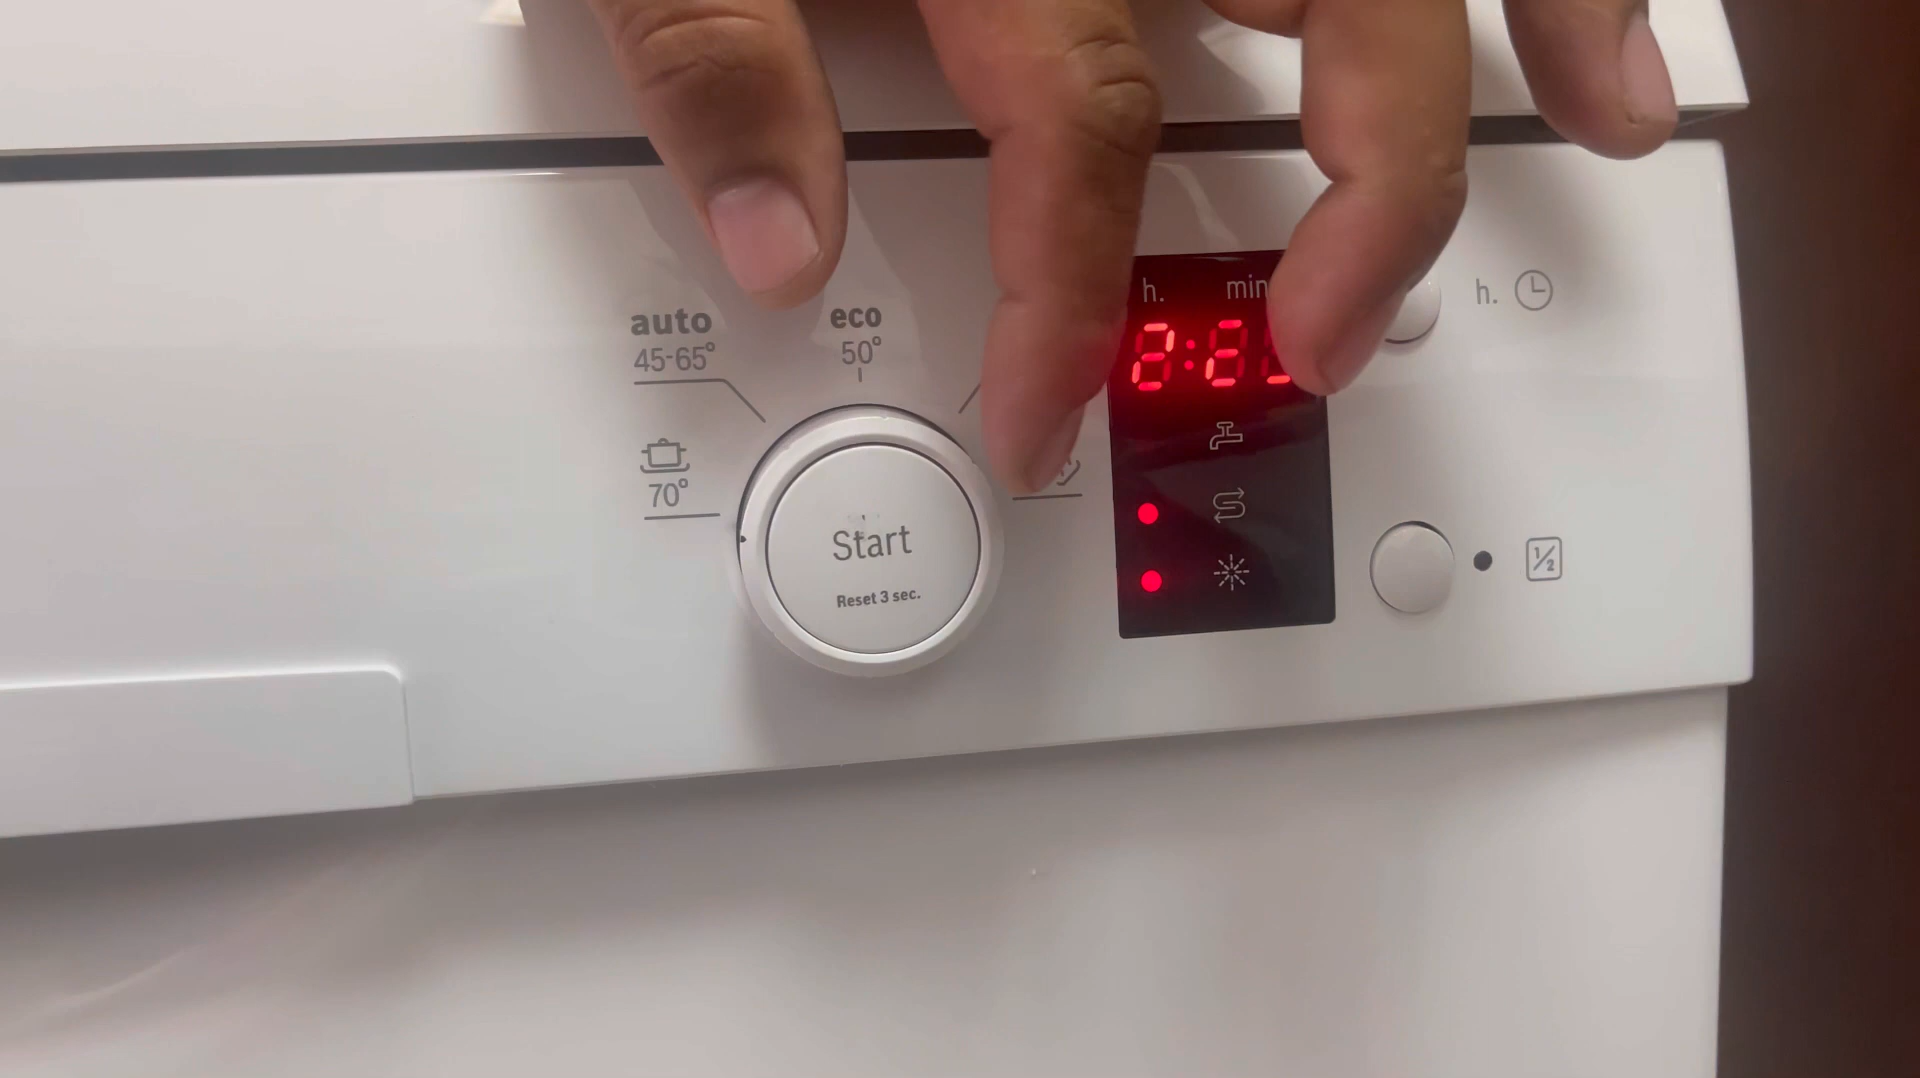 auto
45-65°
eco
50°
70°
Start
Reset 3 sec.
h.
min
h.
1/2